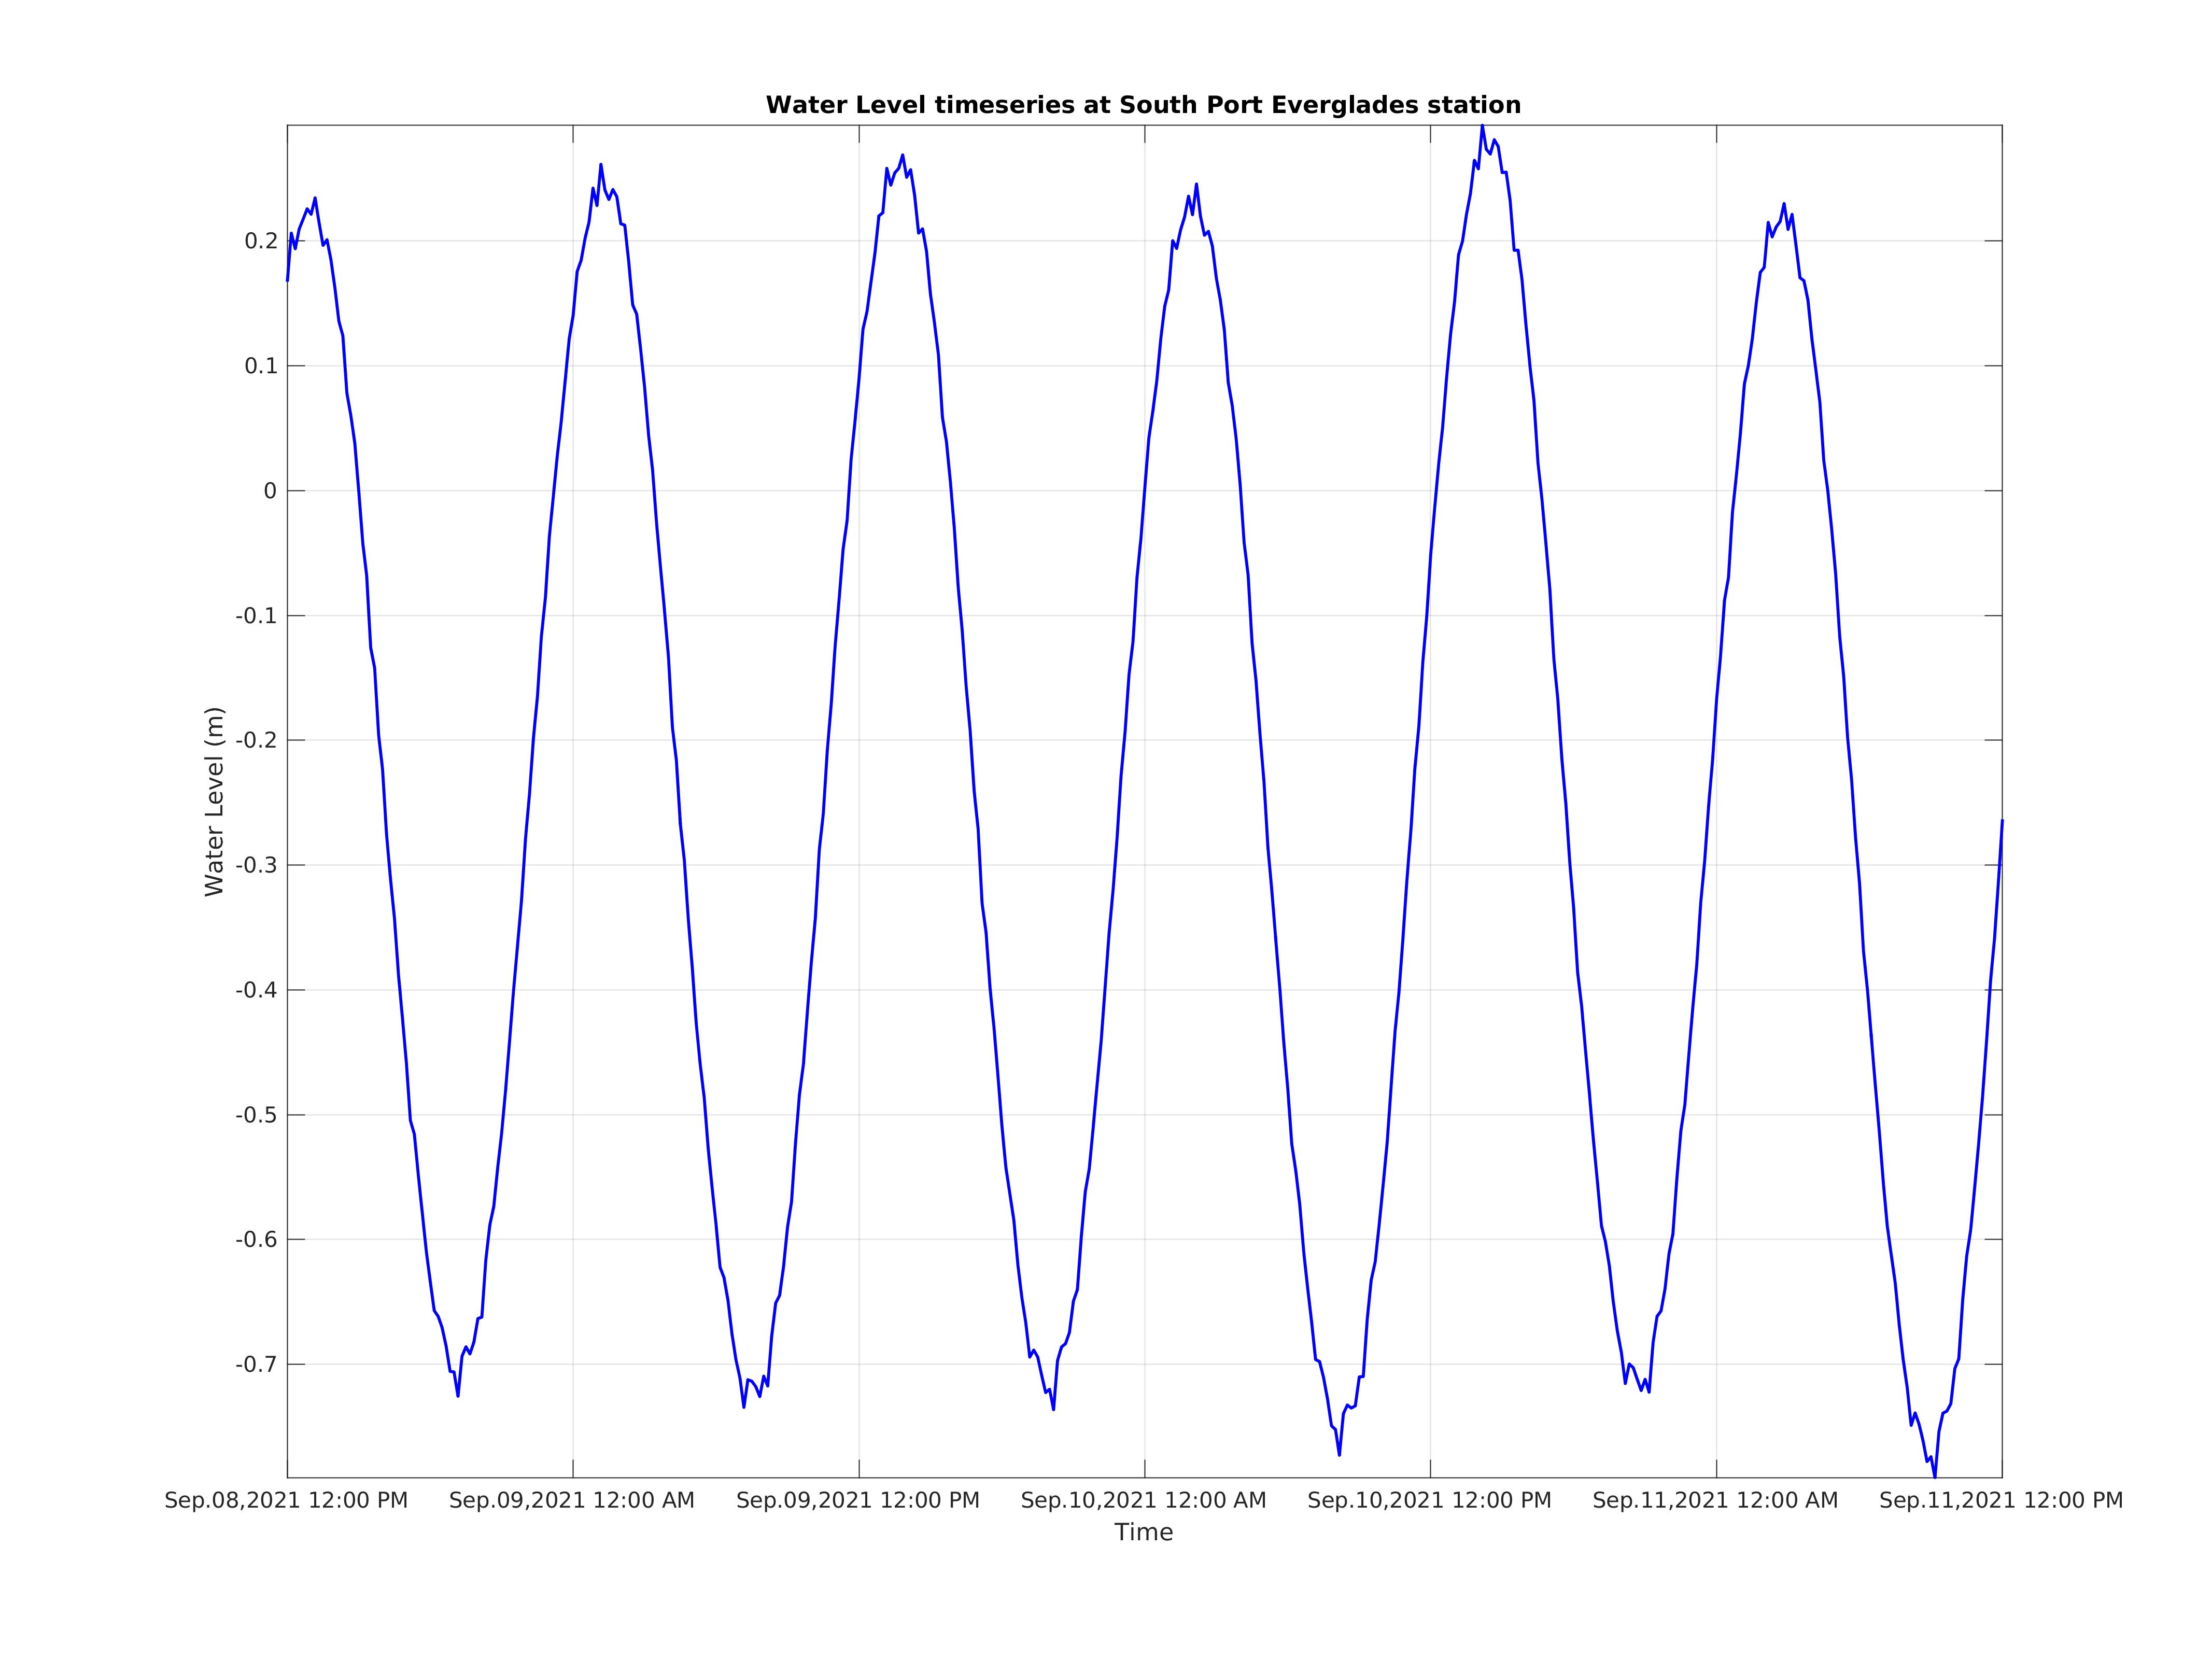 Water Level timeseries at South Port Everglades station
Water Level (m)
0.2
0.1
0
-0.1
-0.2
-0.3
-0.4
-0.5
-0.6
-0.7
Sep.08,2021 12:00 PM Sep.09,2021 12:00 AM Sep.09,2021 12:00 PM Sep.10,2021 12:00 AM Sep.10,2021 12:00 PM Sep.11,2021 12:00 AM Sep.11,2021 12:00 PM
Time